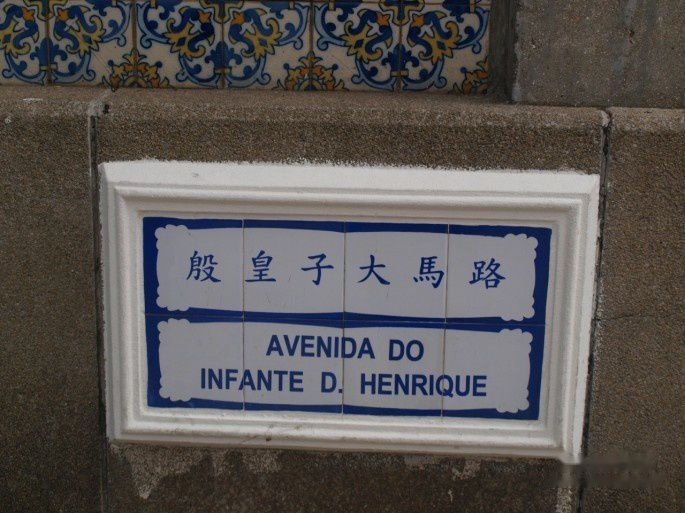 殷皇子大馬路
AVENIDA DO
INFANTE D. HENRIQUE